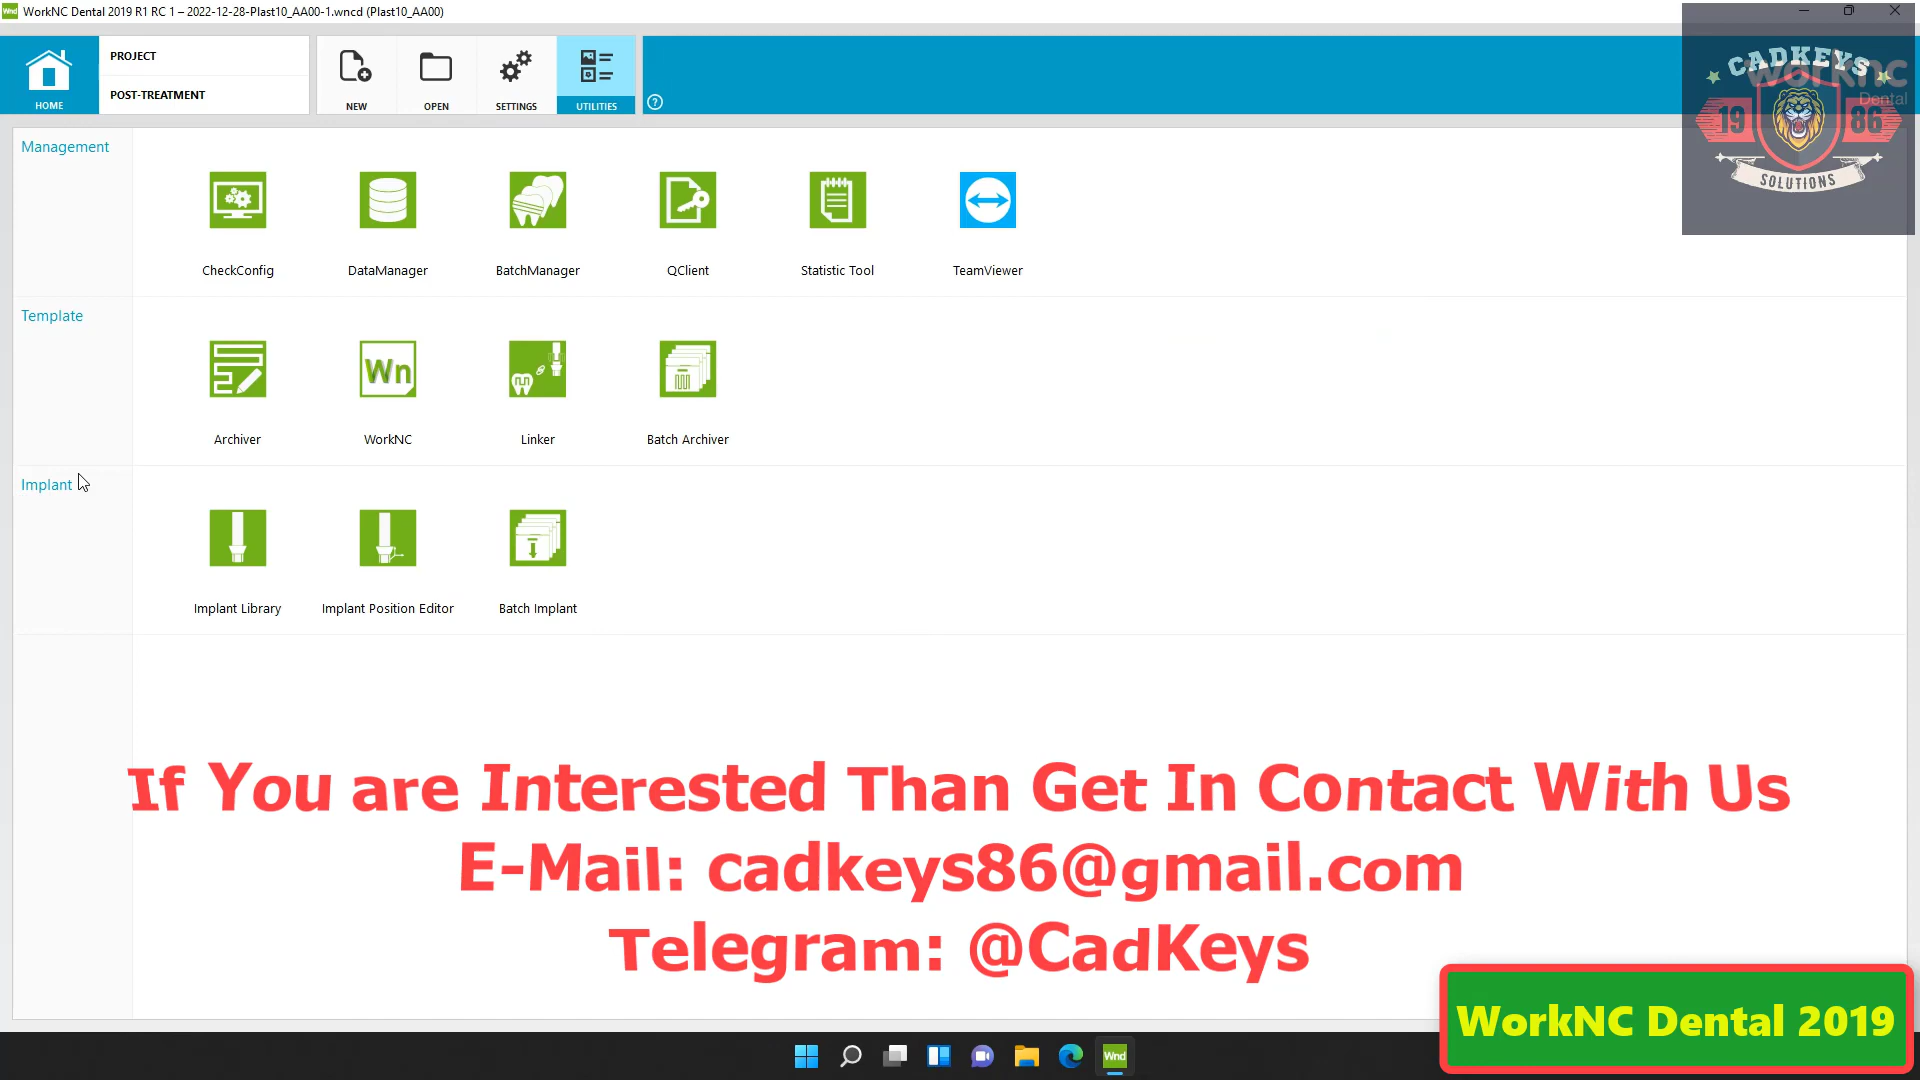 WorkNC Dental 2019 R1 RC 1 – 2022-12-28-Plast10_AA00-1.wncd (Plast10_AA00)
HOME
PROJECT
POST-TREATMENT
NEW
OPEN
SETTINGS
UTILITIES
?
worknc
Dental
CADKEYS
19
86
SOLUTIONS
Management
CheckConfig
DataManager
BatchManager
QClient
Statistic Tool
TeamViewer
Template
Wn
Archiver
WorkNC
Linker
Batch Archiver
Implant
Implant Library
Implant Position Editor
Batch Implant
If You are Interested Than Get In Contact With Us
E-Mail: cadkeys86@gmail.com
Telegram: @CadKeys
WorkNC Dental 2019
Wnd